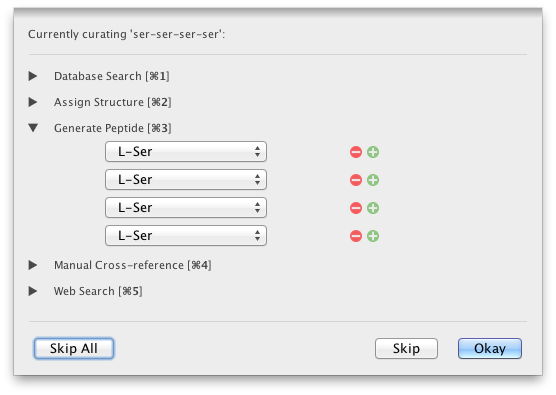 Currently curating 'ser-ser-ser-ser':
Database Search [⌘1]
Assign Structure [⌘2]
Generate Peptide [⌘3]
L-Ser
L-Ser
L-Ser
L-Ser
Manual Cross-reference [⌘4]
Web Search [⌘5]
Skip All Skip Okay